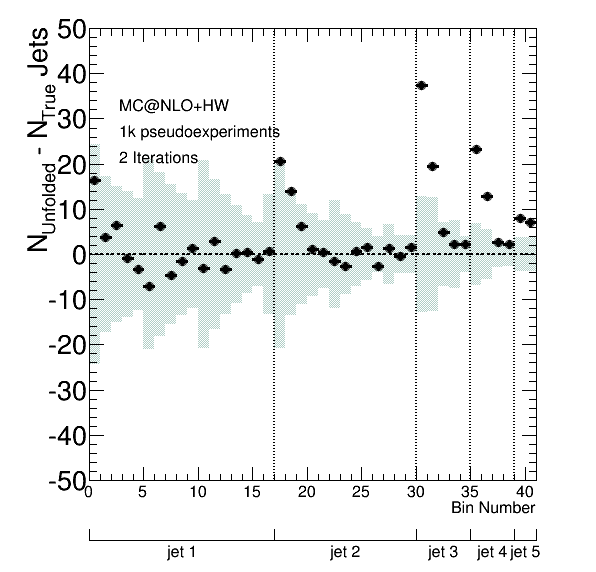 N_Unfolded - N_True Jets
50
40
30
20
10
0
-10
-20
-30
-40
-50
MC@NLO+HW
1k pseudoexperiments
2 Iterations
0 5 10 15 20 25 30 35 40
Bin Number
jet 1 jet 2 jet 3 jet 4 jet 5